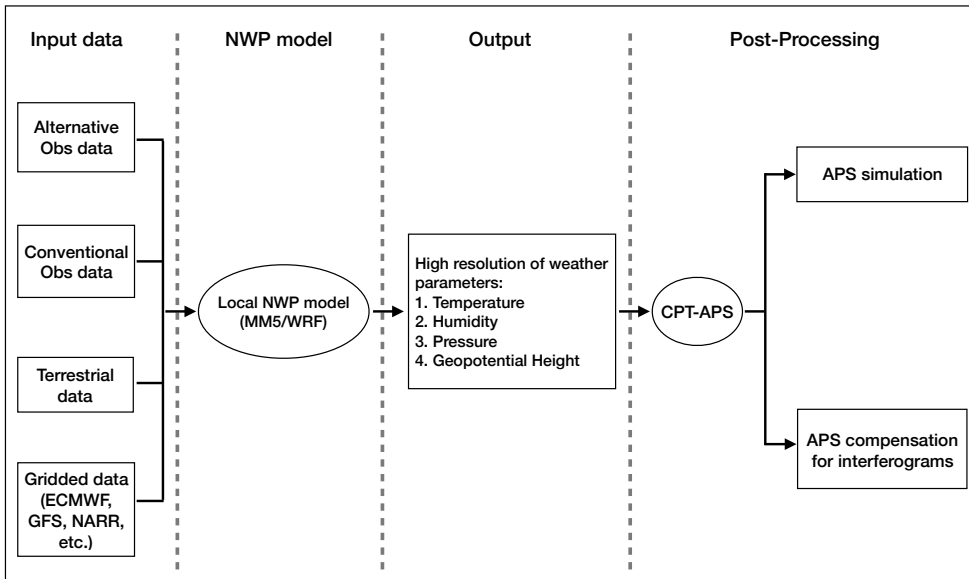 Input data
NWP model
Output
Post-Processing
Alternative
Obs data
Conventional
Obs data
Terrestrial
data
Gridded data
(ECMWF,
GFS, NARR,
etc.)
Local NWP model
(MM5/WRF)
High resolution of weather
parameters:
1. Temperature
2. Humidity
3. Pressure
4. Geopotential Height
CPT-APS
APS simulation
APS compensation
for interferograms